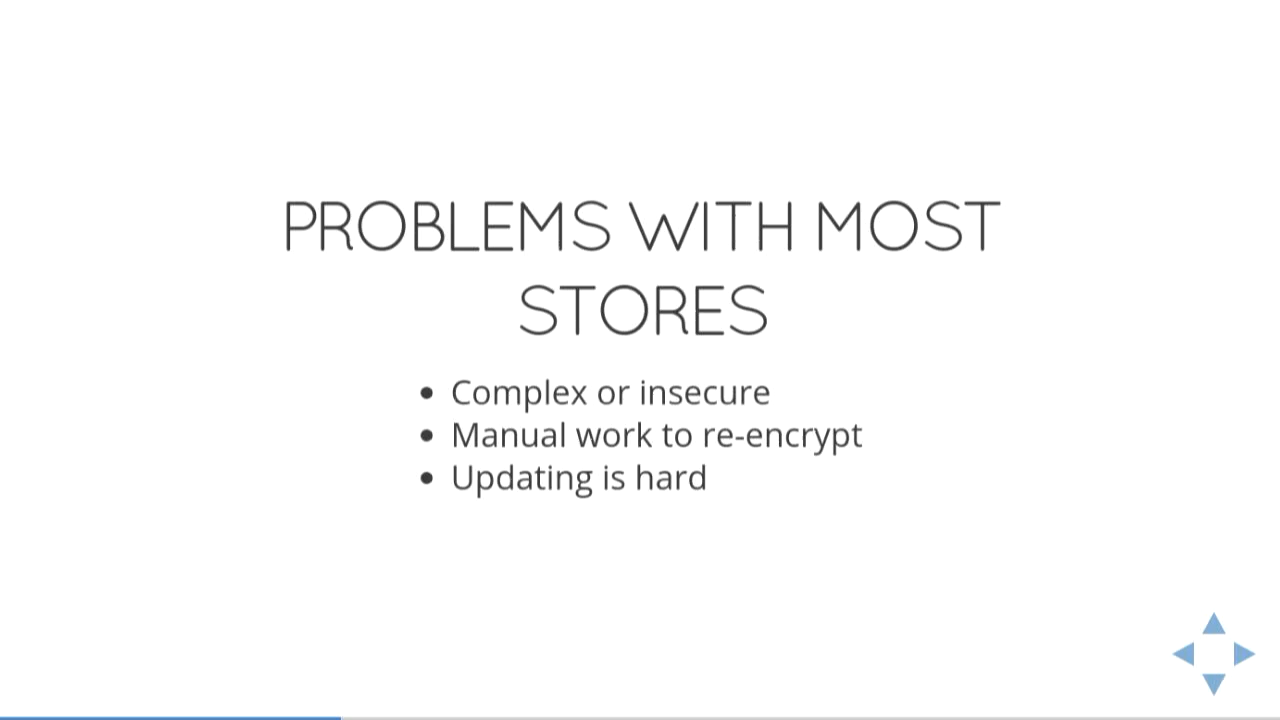 PROBLEMS WITH MOST
STORES
• Complex or insecure
• Manual work to re-encrypt
• Updating is hard